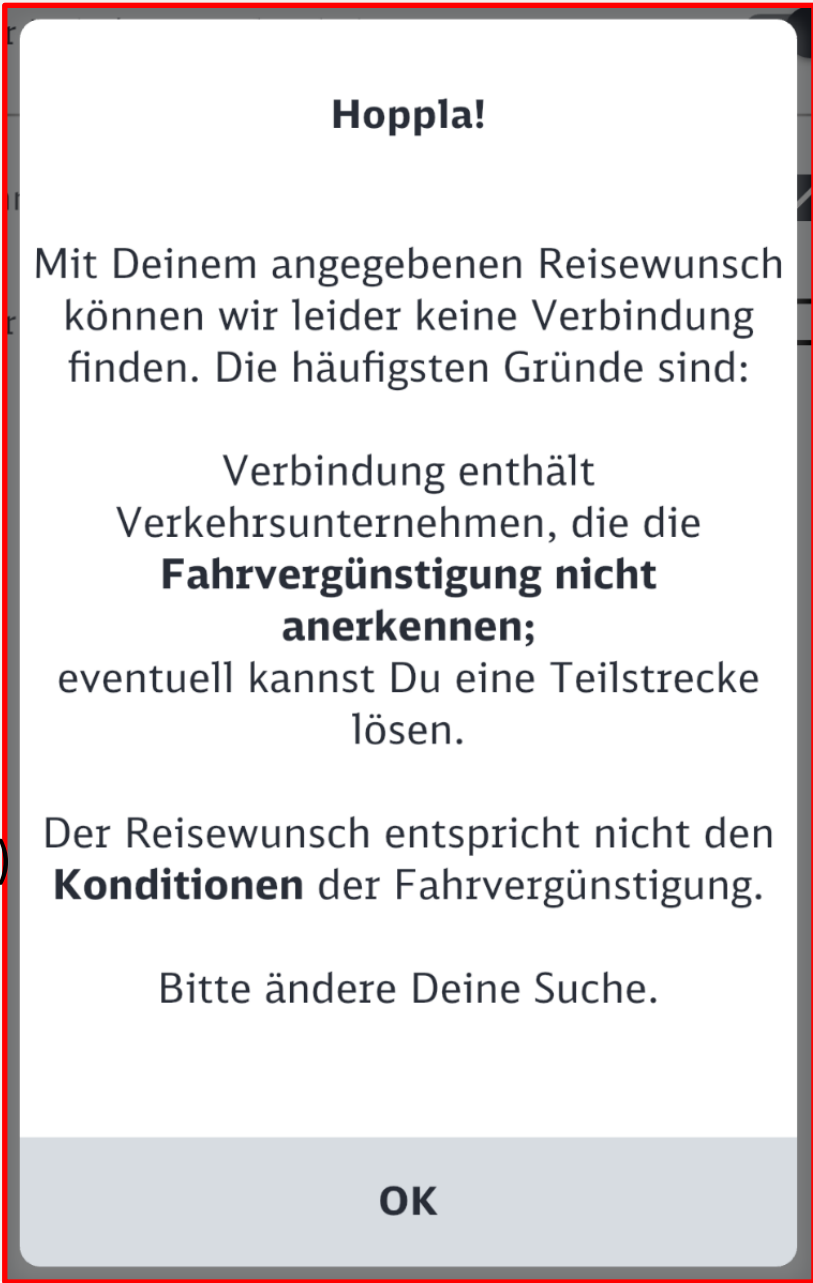 Hoppla!
Mit Deinem angegebenen Reisewunsch
können wir leider keine Verbindung
finden. Die häufigsten Gründe sind:
Verbindung enthält
Verkehrsunternehmen, die die
Fahrvergünstigung nicht
anerkennen;
eventuell kannst Du eine Teilstrecke
lösen.
Der Reisewunsch entspricht nicht den
Konditionen der Fahrvergünstigung.
Bitte ändere Deine Suche.
OK